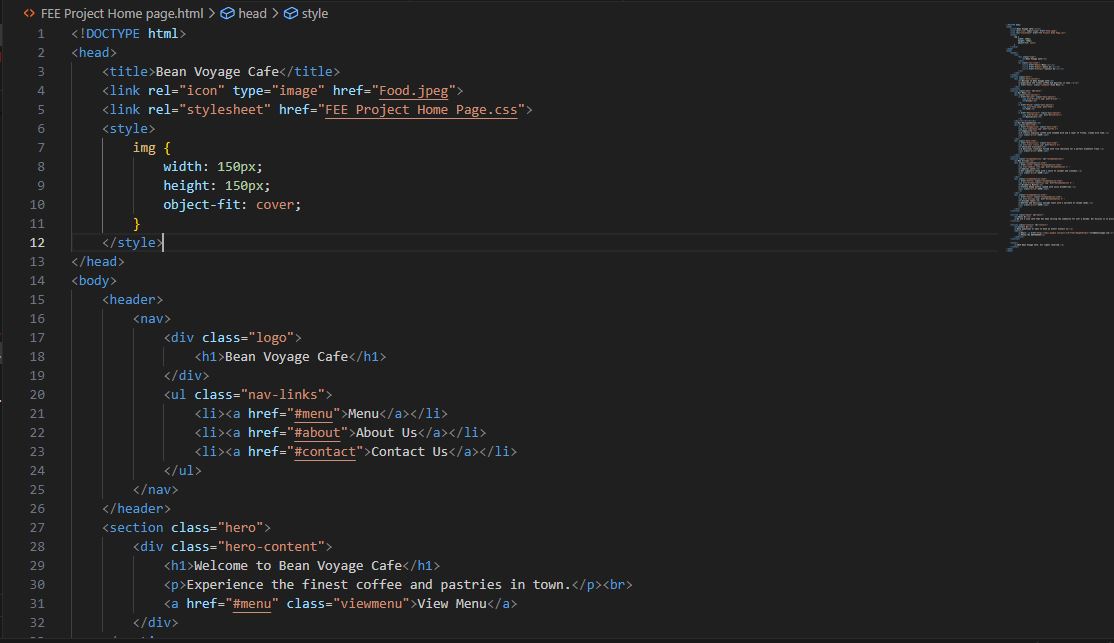 FEE Project Home page.html > head > style
1 <!DOCTYPE html>
2 <head>
3 <title>Bean Voyage Cafe</title>
4 <link rel="icon" type="image" href="Food.jpeg">
5 <link rel="stylesheet" href="FEE Project Home Page.css">
6 <style>
7 img {
8 width: 150px;
9 height: 150px;
10 object-fit: cover;
11 }
12 </style>
13 </head>
14 <body>
15 <header>
16 <nav>
17 <div class="logo">
18 <h1>Bean Voyage Cafe</h1>
19 </div>
20 <ul class="nav-links">
21 <li><a href="#menu">Menu</a></li>
22 <li><a href="#about">About Us</a></li>
23 <li><a href="#contact">Contact Us</a></li>
24 </ul>
25 </nav>
26 </header>
27 <section class="hero">
28 <div class="hero-content">
29 <h1>Welcome to Bean Voyage Cafe</h1>
30 <p>Experience the finest coffee and pastries in town.</p><br>
31 <a href="#menu" class="viewmenu">View Menu</a>
32 </div>